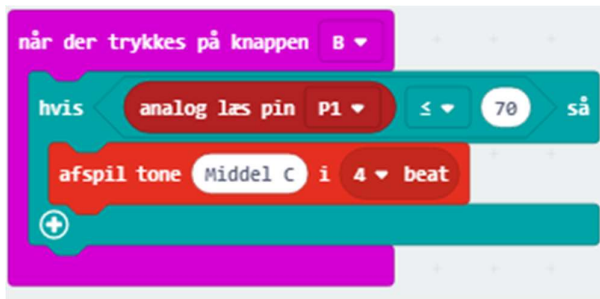 når der trykkes på knappen B
hvis analog læs pin P1 ≤ 70 så
afspil tone Middel C i 4 beat